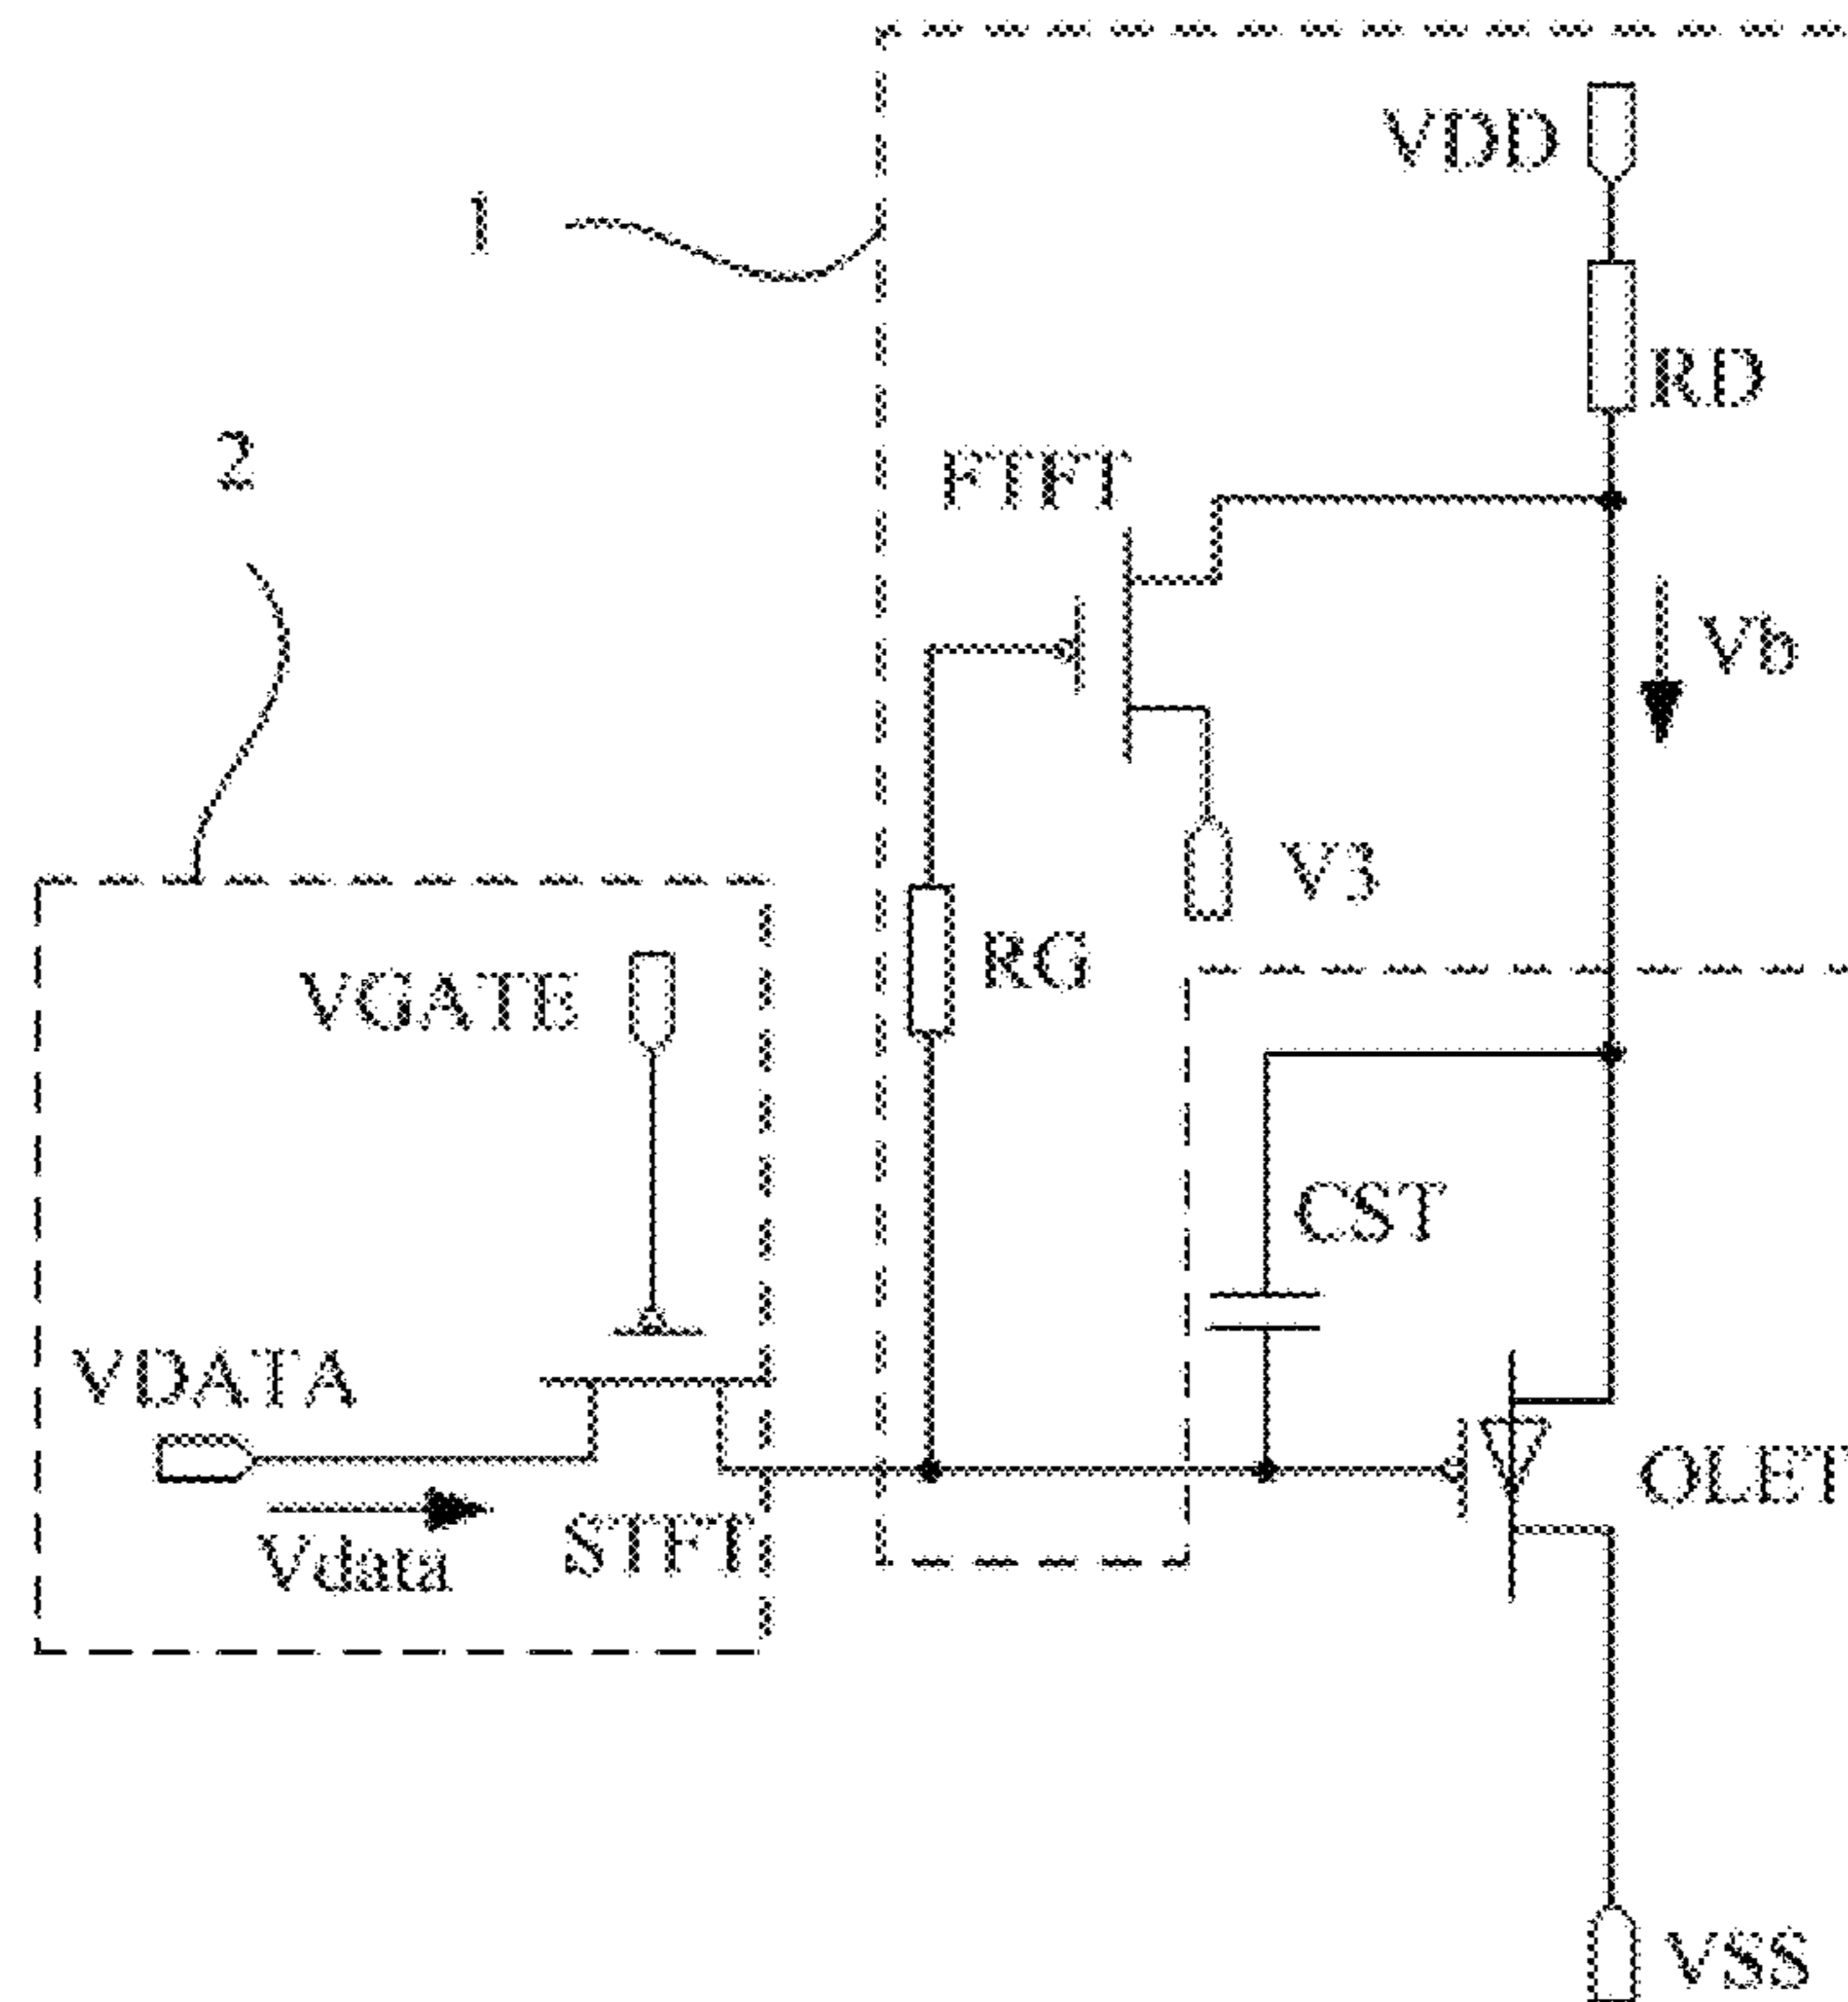 VDD
1
RD
2
FTFT
Vb
V3
RG
VGATE
CST
VDATA
OLET
STFT
Vdata
VSS